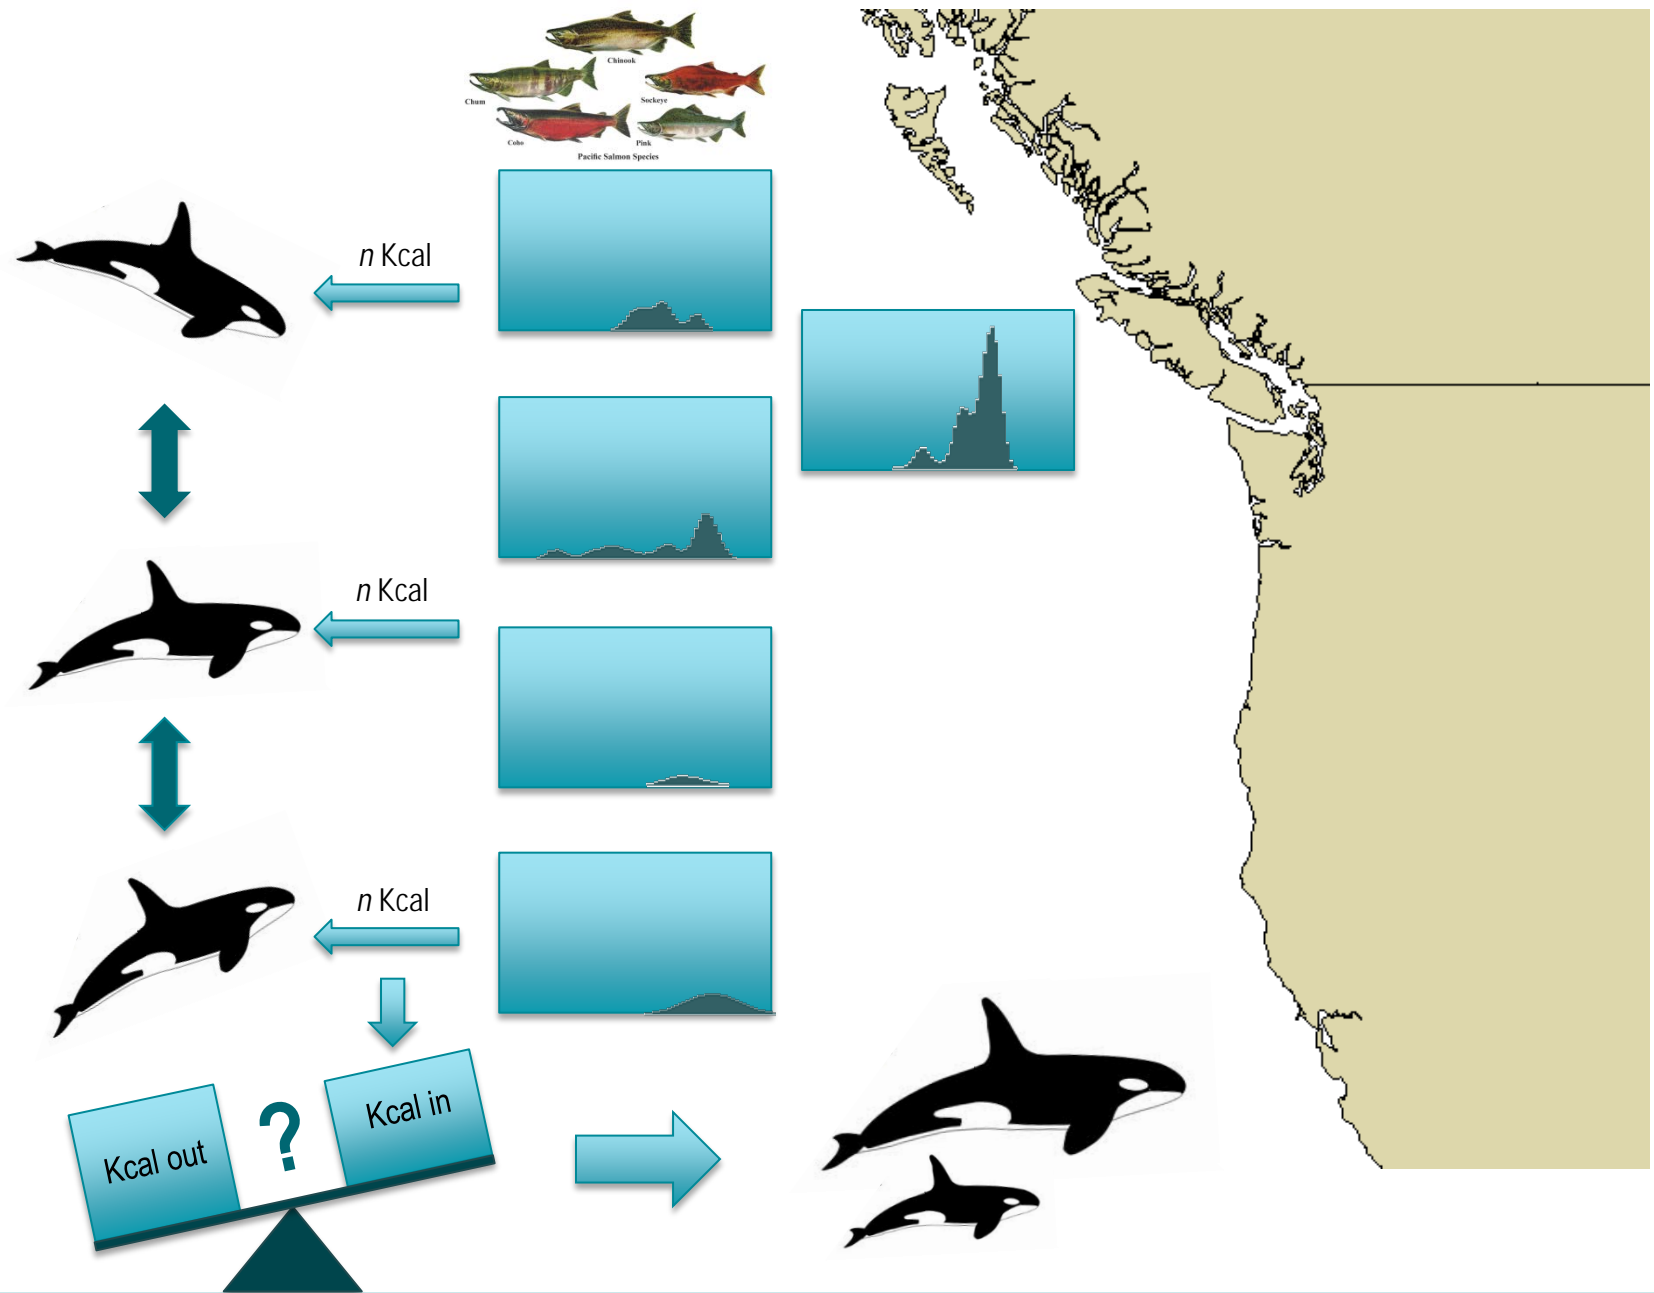 Chinook
Chum
Sockeye
Coho
Pink
Pacific Salmon Species
n Kcal
n Kcal
n Kcal
Kcal out
?
Kcal in